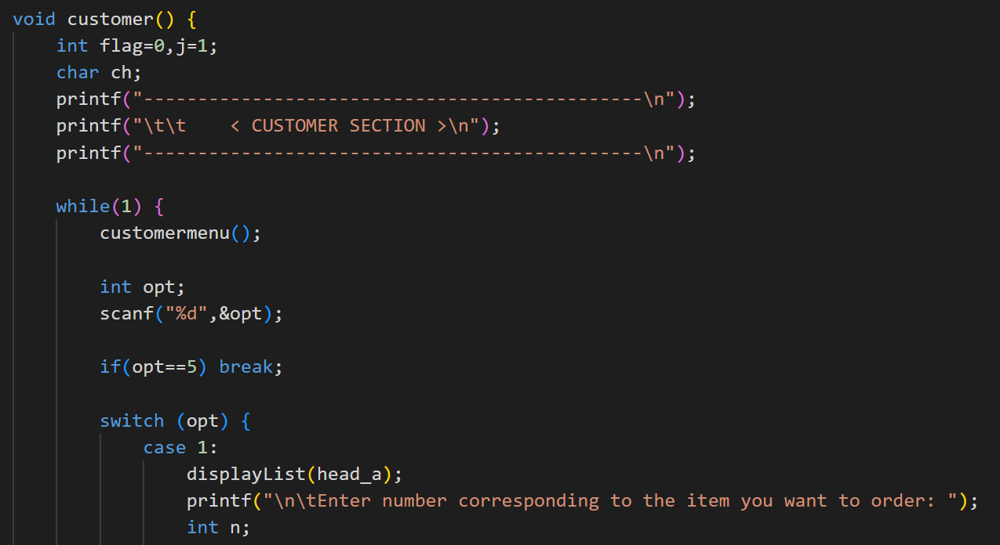 void customer() {
    int flag=0,j=1;
    char ch;
    printf("----------------------------------------------\n");
    printf("\t\t    < CUSTOMER SECTION >\n");
    printf("----------------------------------------------\n");

    while(1) {
        customermenu();

        int opt;
        scanf("%d",&opt);

        if(opt==5) break;

        switch (opt) {
            case 1:
                displayList(head_a);
                printf("\n\tEnter number corresponding to the item you want to order: ");
                int n;